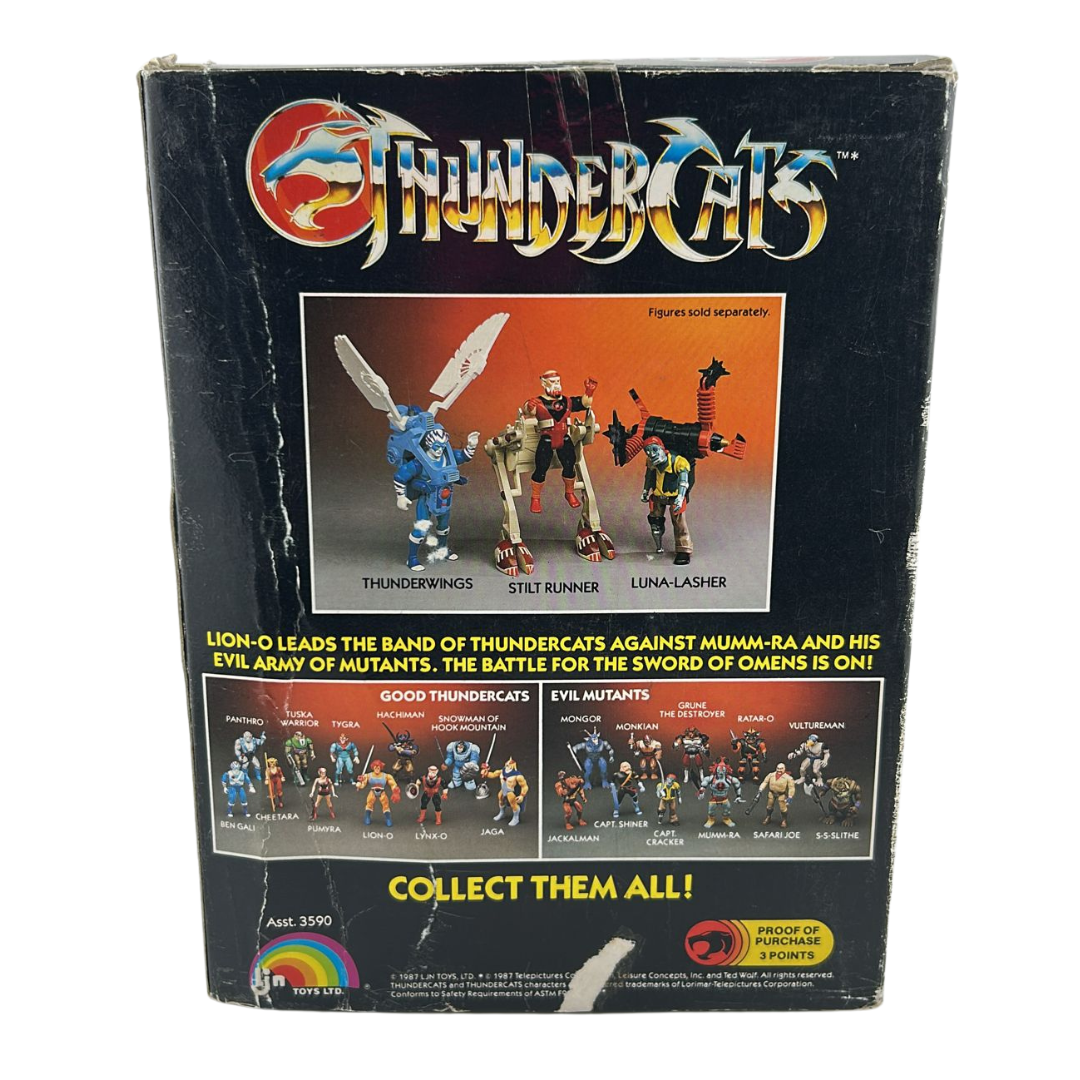 THUNDERCATS™*
Figures sold separately.
THUNDERWINGS
STILT RUNNER
LUNA-LASHER
LION-O LEADS THE BAND OF THUNDERCATS AGAINST MUMM-RA AND HIS
EVIL ARMY OF MUTANTS. THE BATTLE FOR THE SWORD OF OMENS IS ON!
GOOD THUNDERCATS
PANTHRO
TUSKA
WARRIOR
TYGRA
HACHIMAN
SNOWMAN OF
HOOK MOUNTAIN
BEN GALI
CHEETARA
PUMYRA
LION-O
LYNX-O
JAGA
EVIL MUTANTS
MONGOR
MONKIAN
GRUNE
THE DESTROYER
RATAR-O
VULTUREMAN
JACKALMAN
CAPT. SHINER
CAPT.
CRACKER
MUMM-RA
SAFARI JOE
S-S-SLITHE
COLLECT THEM ALL!
Asst. 3590
ljn
TOYS LTD.®
PROOF OF
PURCHASE
3 POINTS
© 1987 LJN TOYS, LTD. * © 1987 Telepictures Leisure Concepts, Inc. and Ted Wolf. All rights reserved.
THUNDERCATS and THUNDERCATS characters trademarks of Lorimar-Telepictures Corporation.
Conforms to Safety Requirements of ASTM